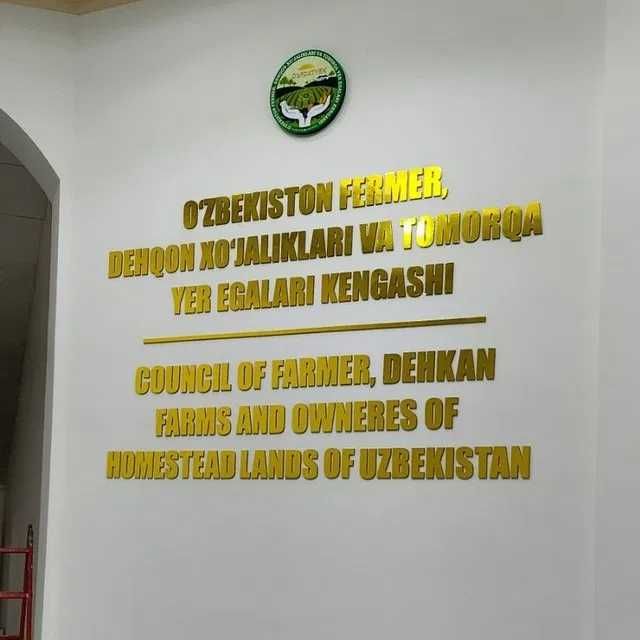 O‘ZBEKISTON FERMER,
DEHQON XO‘JALIKLARI VA TOMORQA
YER EGALARI KENGASHI
COUNCIL OF FARMER, DEHKAN
FARMS AND OWNERES OF
HOMESTEAD LANDS OF UZBEKISTAN